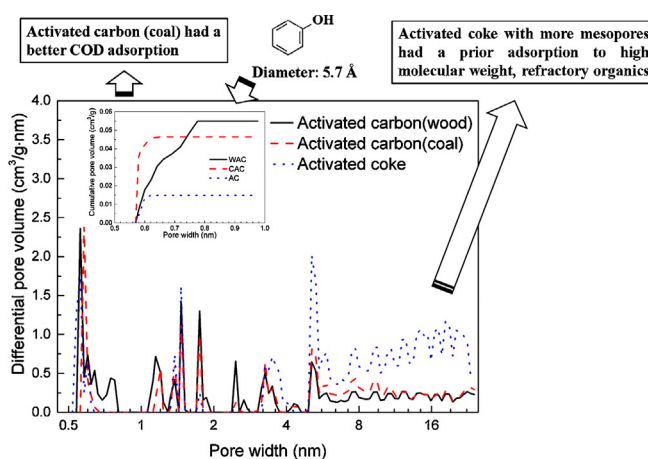 Activated carbon (coal) had a
better COD adsorption
OH
Diameter: 5.7 Å
Activated coke with more mesopores
had a prior adsorption to high
molecular weight, refractory organics
Differential pore volume (cm³/g·nm)
4.0
3.5
3.0
2.5
2.0
1.5
1.0
0.5
0.0
0.5
1
2
4
8
16
Pore width (nm)
Activated carbon(wood)
Activated carbon(coal)
Activated coke
Cumulative pore volume (cm³/g)
0.06
0.05
0.04
0.03
0.02
0.01
0.00
0.5
0.6
0.7
0.8
0.9
1.0
Pore width (nm)
WAC
CAC
AC